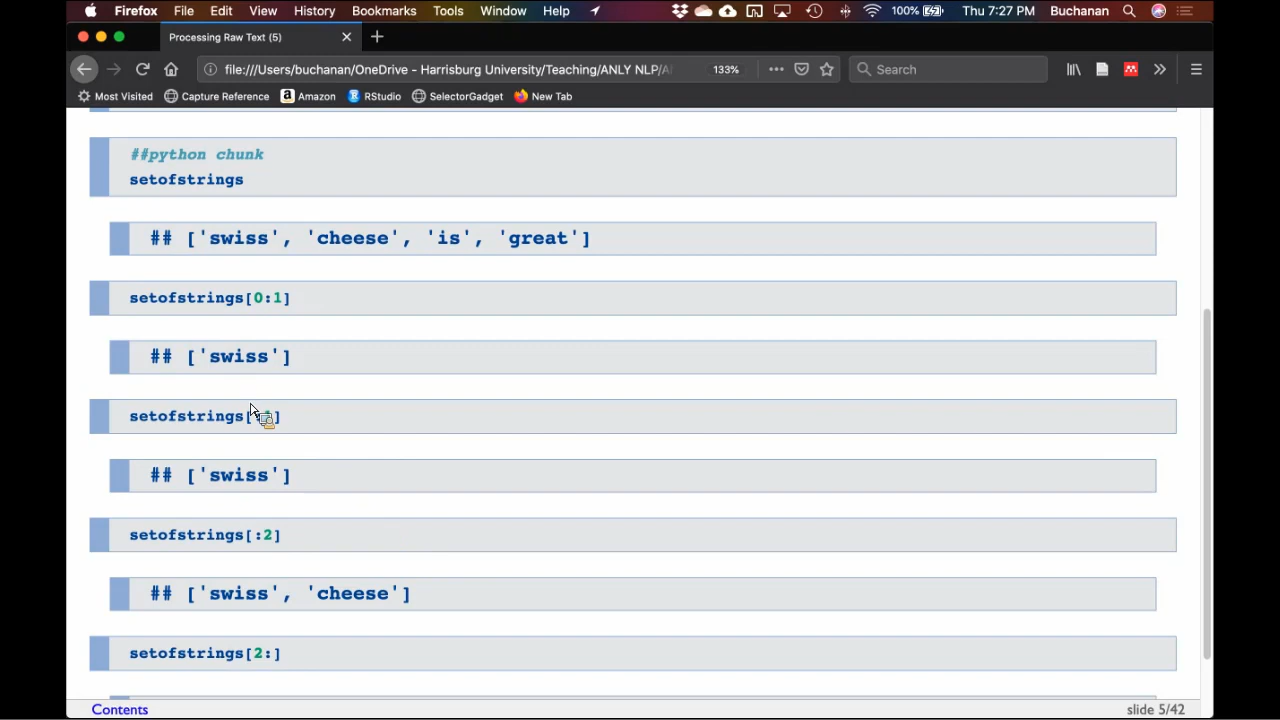 Firefox File Edit View History Bookmarks Tools Window Help 100% Thu 7:27 PM Buchanan
Processing Raw Text (5)
file:///Users/buchanan/OneDrive - Harrisburg University/Teaching/ANLY NLP/ 133% Search
Most Visited Capture Reference Amazon RStudio SelectorGadget New Tab
##python chunk
setofstrings
## ['swiss', 'cheese', 'is', 'great']
setofstrings[0:1]
## ['swiss']
setofstrings[ ]
## ['swiss']
setofstrings[:2]
## ['swiss', 'cheese']
setofstrings[2:]
Contents slide 5/42